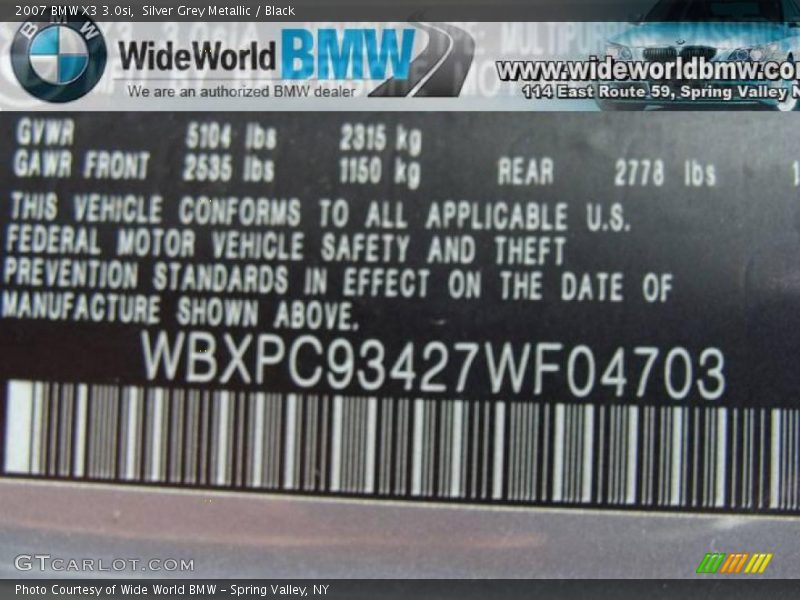 2007 BMW X3 3.0si, Silver Grey Metallic / Black
BMW
WideWorld BMW
We are an authorized BMW dealer
www.wideworldbmw.co
114 East Route 59, Spring Valley N
GVWR 5104 lbs 2315 kg
GAWR FRONT 2535 lbs 1150 kg REAR 2778 lbs 1
THIS VEHICLE CONFORMS TO ALL APPLICABLE U.S.
FEDERAL MOTOR VEHICLE SAFETY AND THEFT
PREVENTION STANDARDS IN EFFECT ON THE DATE OF
MANUFACTURE SHOWN ABOVE.
WBXPC93427WF04703
GTCARLOT.COM
Photo Courtesy of Wide World BMW – Spring Valley, NY